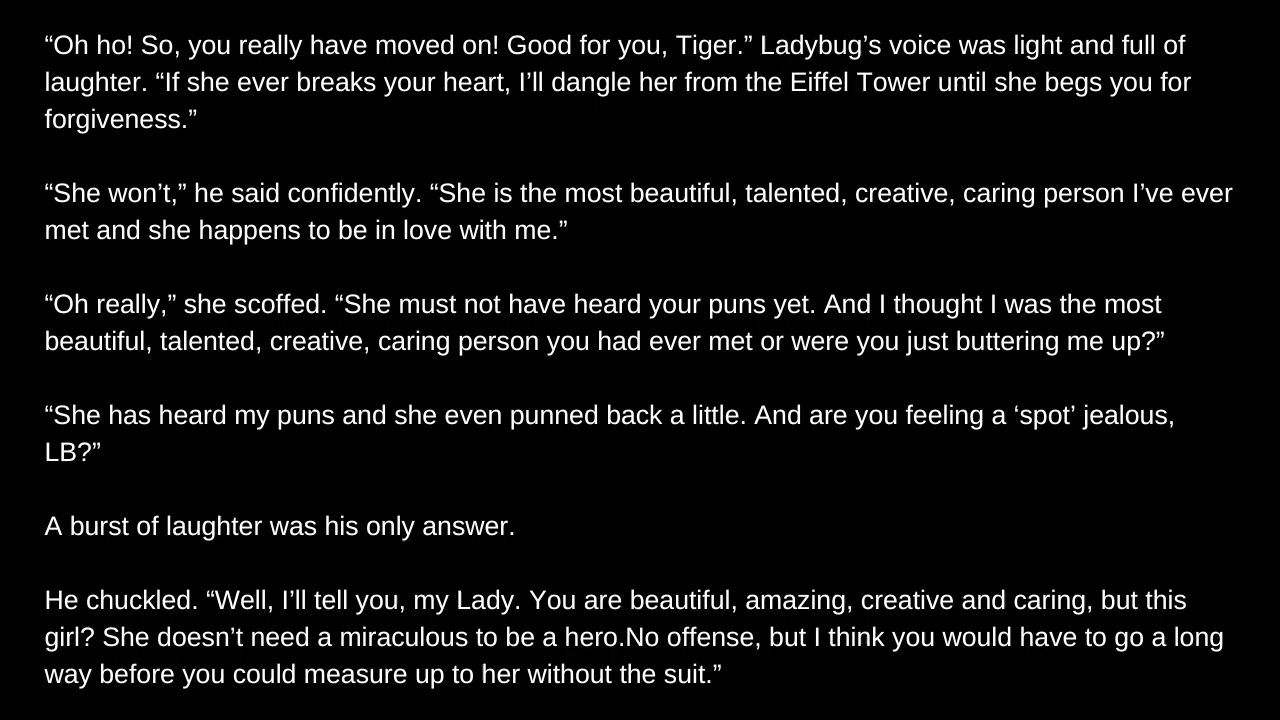 “Oh ho! So, you really have moved on! Good for you, Tiger.” Ladybug’s voice was light and full of
laughter. “If she ever breaks your heart, I’ll dangle her from the Eiffel Tower until she begs you for
forgiveness.”
“She won’t,” he said confidently. “She is the most beautiful, talented, creative, caring person I’ve ever
met and she happens to be in love with me.”
“Oh really,” she scoffed. “She must not have heard your puns yet. And I thought I was the most
beautiful, talented, creative, caring person you had ever met or were you just buttering me up?”
“She has heard my puns and she even punned back a little. And are you feeling a ‘spot’ jealous,
LB?”
A burst of laughter was his only answer.
He chuckled. “Well, I’ll tell you, my Lady. You are beautiful, amazing, creative and caring, but this
girl? She doesn’t need a miraculous to be a hero.No offense, but I think you would have to go a long
way before you could measure up to her without the suit.”